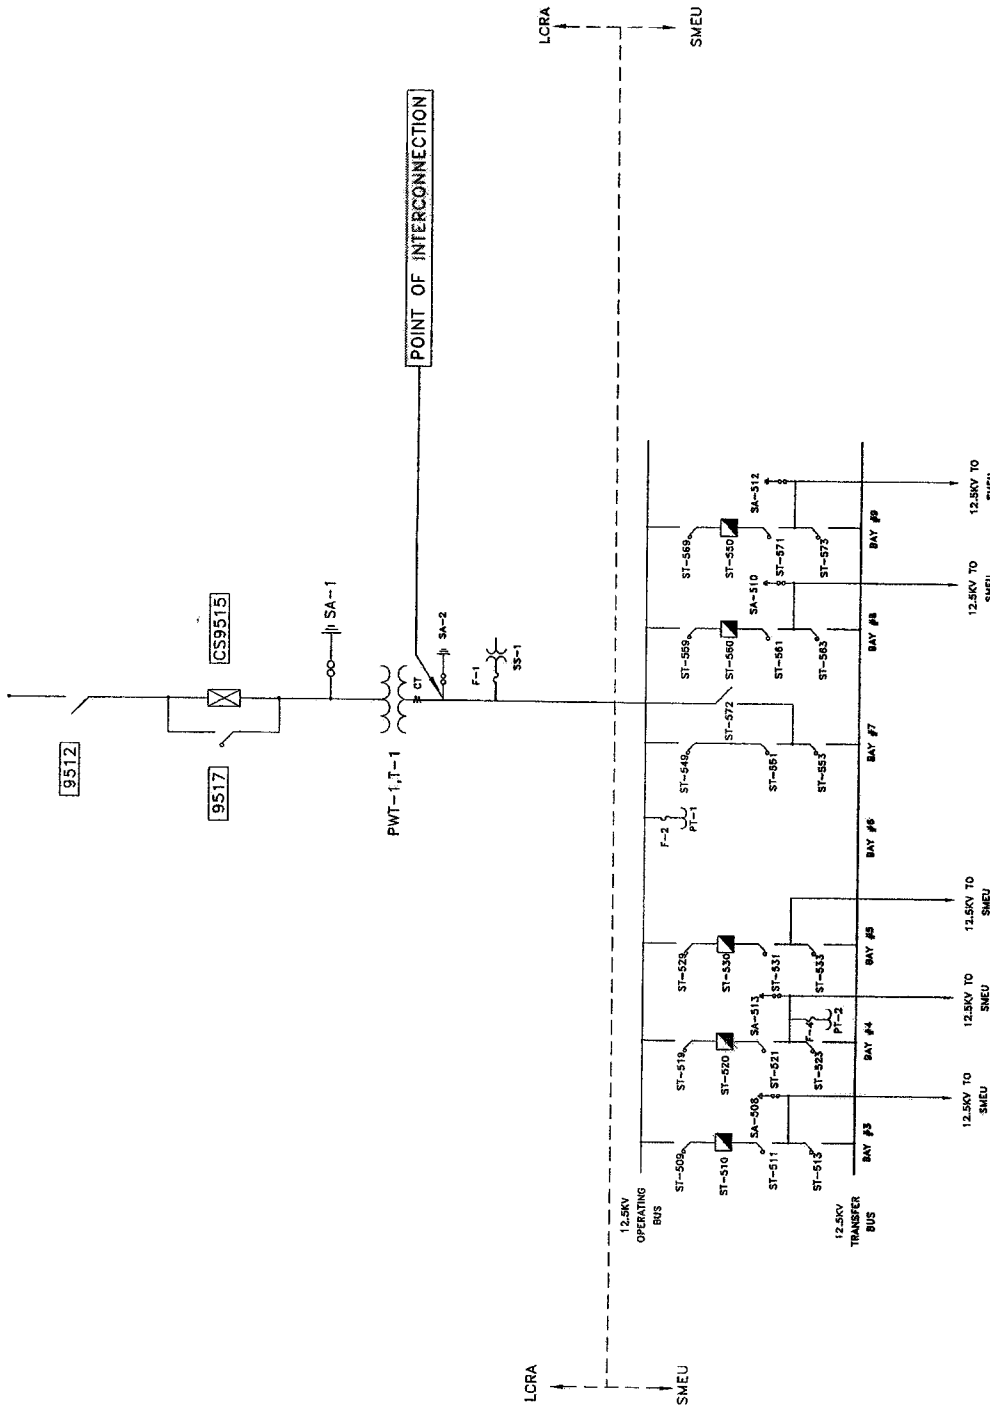 LCRA
SMEU
POINT OF INTERCONNECTION
9512
CS9515
9517
SA-1
PWT-1,T-1
CT
SA-2
F-1
SS-1
LCRA
SMEU
12.5KV
OPERATING
BUS
12.5KV
TRANSFER
BUS
ST-509
ST-510
ST-511
ST-513
SA-508
BAY #3
12.5KV TO
SMEU
ST-519
ST-520
ST-521
ST-523
SA-513
F-4
PT-2
BAY #4
12.5KV TO
SMEU
ST-529
ST-530
ST-531
ST-533
BAY #5
12.5KV TO
SMEU
F-2
PT-1
BAY #6
ST-549
ST-551
ST-553
ST-572
BAY #7
ST-559
ST-560
ST-561
ST-563
SA-510
BAY #8
12.5KV TO
SMEU
ST-569
ST-550
ST-571
ST-573
SA-512
BAY #9
12.5KV TO
SMEU